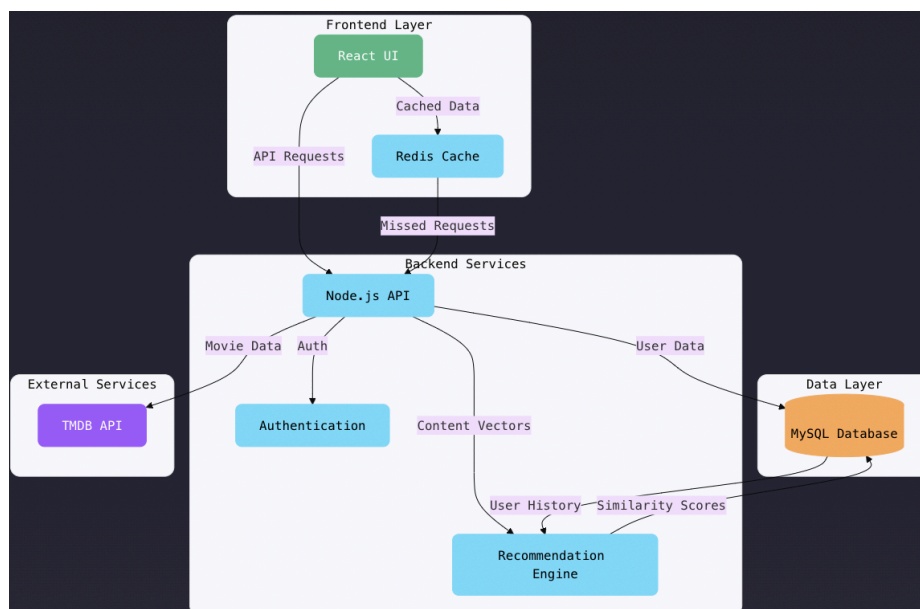 Frontend Layer
React UI
Cached Data
API Requests
Redis Cache
Missed Requests
Backend Services
Node.js API
Movie Data
Auth
User Data
External Services
Data Layer
TMDB API
Authentication
Content Vectors
MySQL Database
User History
Similarity Scores
Recommendation
Engine